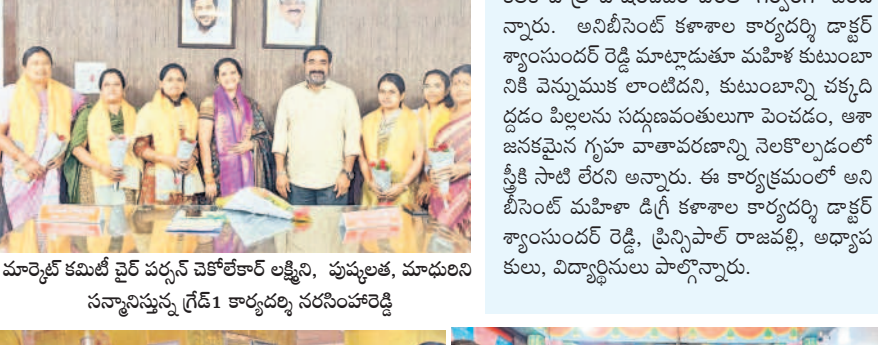 మార్కెట్ కమిటీ చైర్ పర్సన్ చెకోలేకార్ లక్ష్మిని, పుష్కలత, మాధురిని
సన్మానిస్తున్న గ్రేడ్1 కార్యదర్శి నరసింహారెడ్డి
న్నారు. అనిబీసెంట్ కళాశాల కార్యదర్శి డాక్టర్
శ్యాంసుందర్ రెడ్డి మాట్లాడుతూ మహిళ కుటుంబా
నికి వెన్నుముక లాంటిదని, కుటుంబాన్ని చక్కది
ద్దడం పిల్లలను సద్గుణవంతులుగా పెంచడం, ఆశా
జనకమైన గృహ వాతావరణాన్ని నెలకొల్పడంలో
స్త్రీకి సాటి లేరని అన్నారు. ఈ కార్యక్రమంలో అని
బీసెంట్ మహిళా డిగ్రీ కళాశాల కార్యదర్శి డాక్టర్
శ్యాంసుందర్ రెడ్డి, ప్రిన్సిపాల్ రాజవల్లి, అధ్యాప
కులు, విద్యార్థినులు పాల్గొన్నారు.